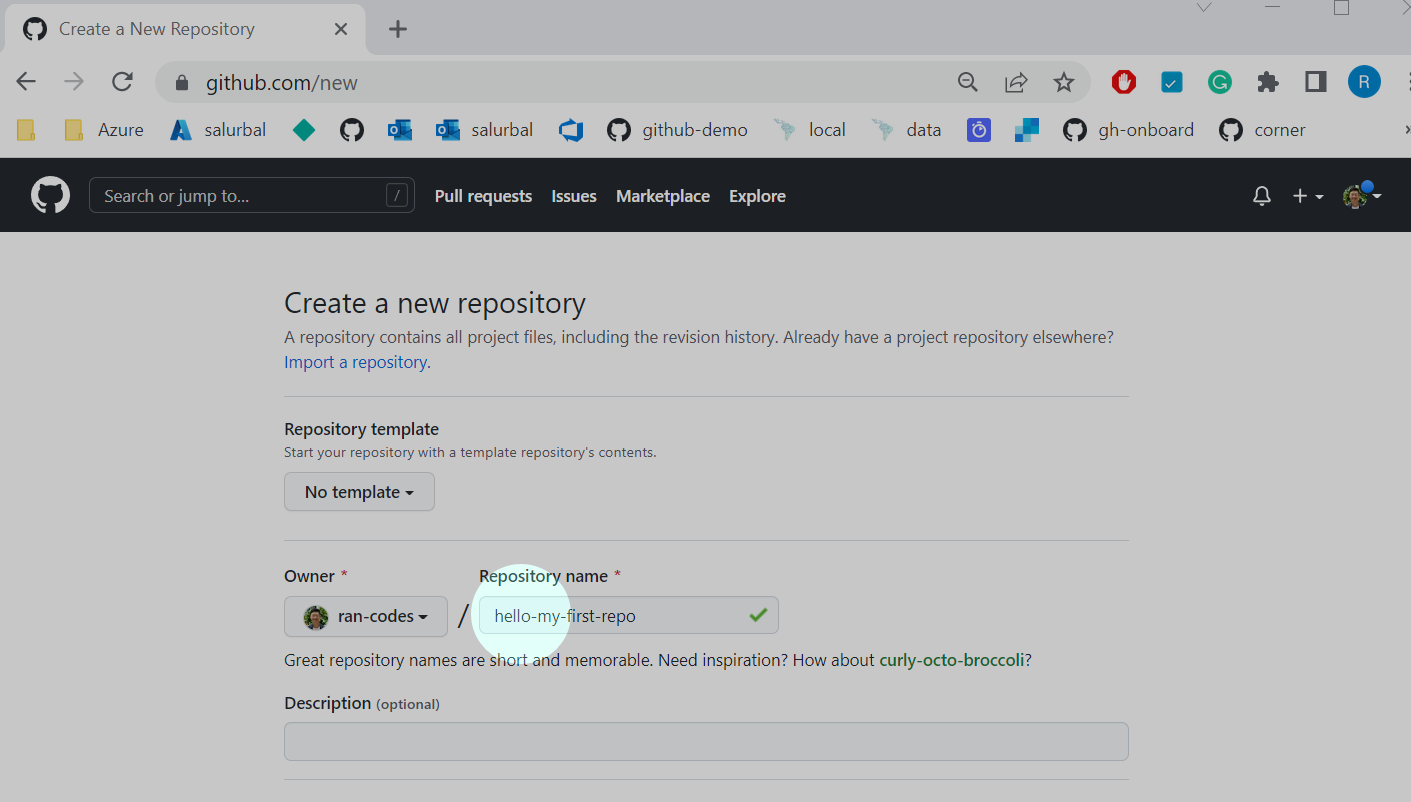 Create a New Repository
github.com/new
R
Azure salurbal salurbal github-demo local data gh-onboard corner
Search or jump to... / Pull requests Issues Marketplace Explore
Create a new repository
A repository contains all project files, including the revision history. Already have a project repository elsewhere?
Import a repository.
Repository template
Start your repository with a template repository's contents.
No template
Owner * Repository name *
ran-codes / hello-my-first-repo
Great repository names are short and memorable. Need inspiration? How about curly-octo-broccoli?
Description (optional)